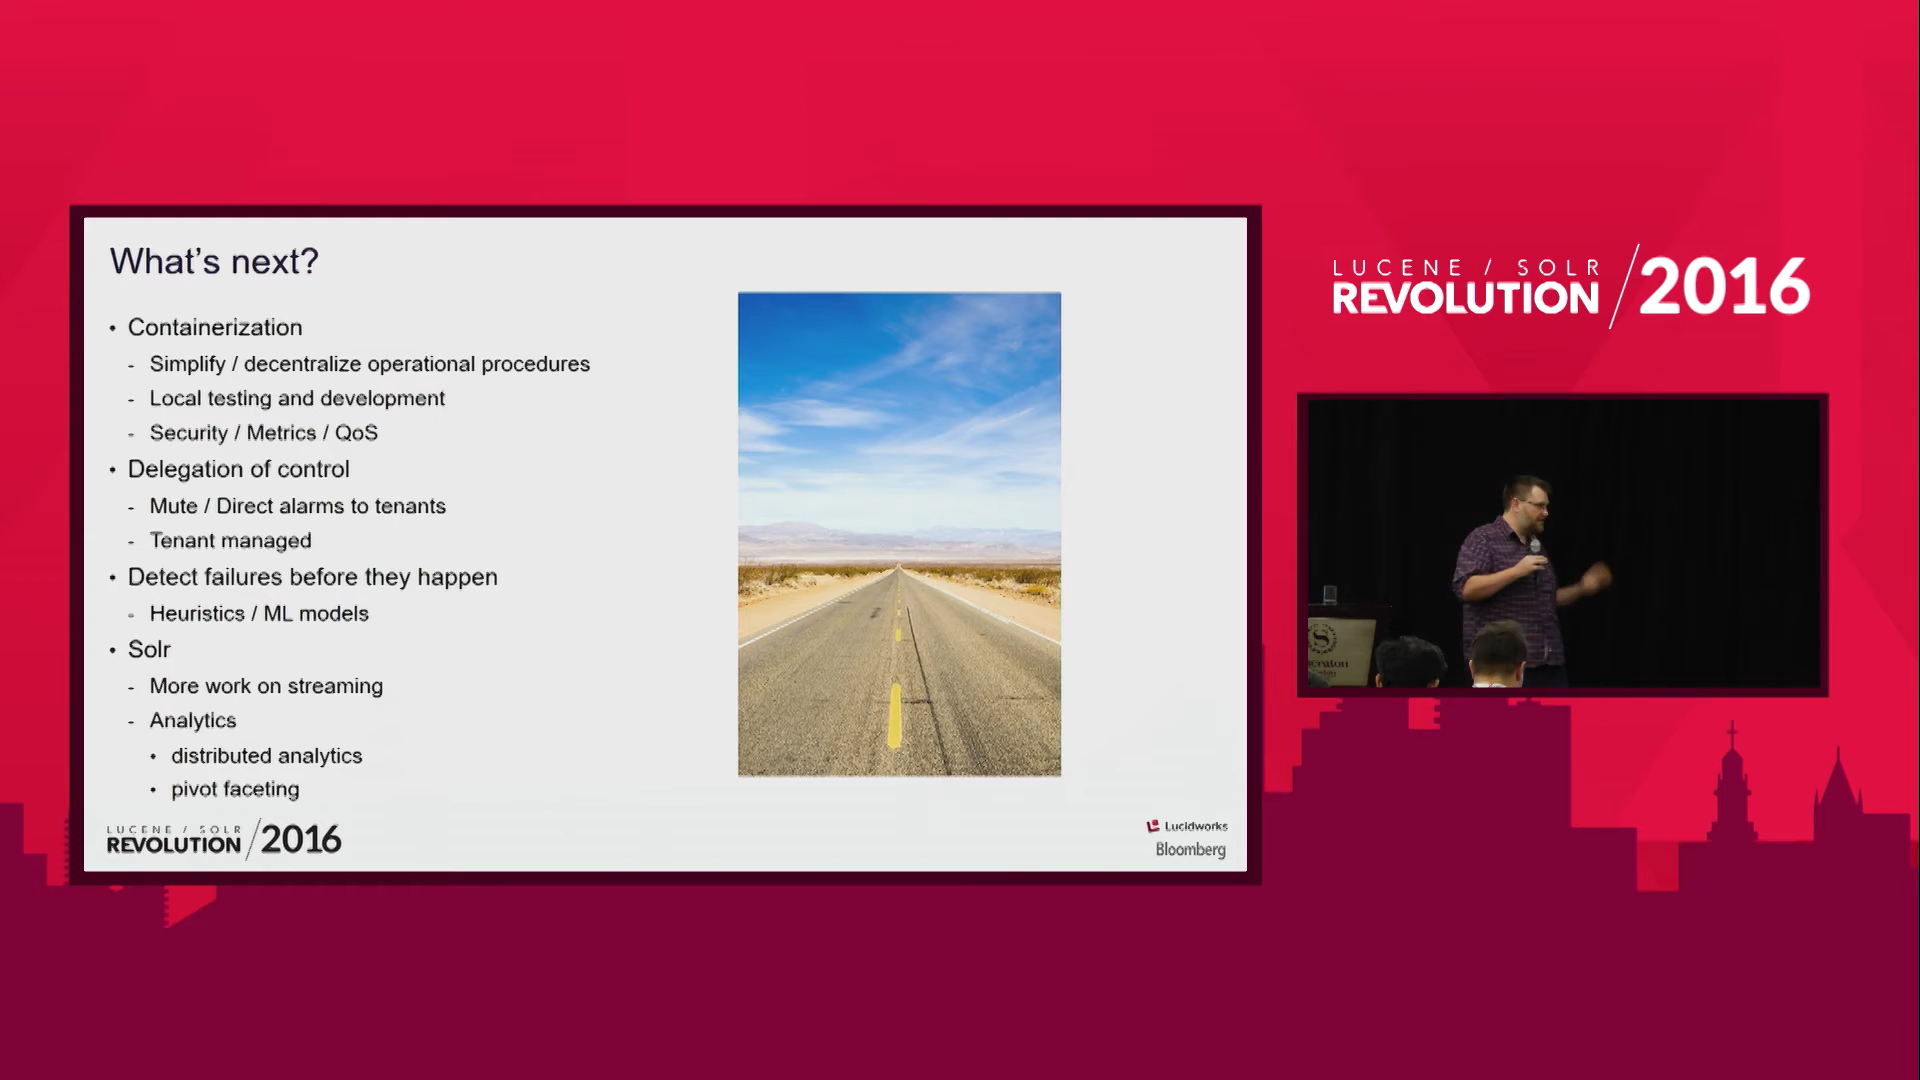 What's next?
• Containerization
- Simplify / decentralize operational procedures
- Local testing and development
- Security / Metrics / QoS
• Delegation of control
- Mute / Direct alarms to tenants
- Tenant managed
• Detect failures before they happen
- Heuristics / ML models
• Solr
- More work on streaming
- Analytics
• distributed analytics
• pivot faceting
LUCENE / SOLR
REVOLUTION /2016
Lucidworks
Bloomberg
LUCENE / SOLR
REVOLUTION /2016
S